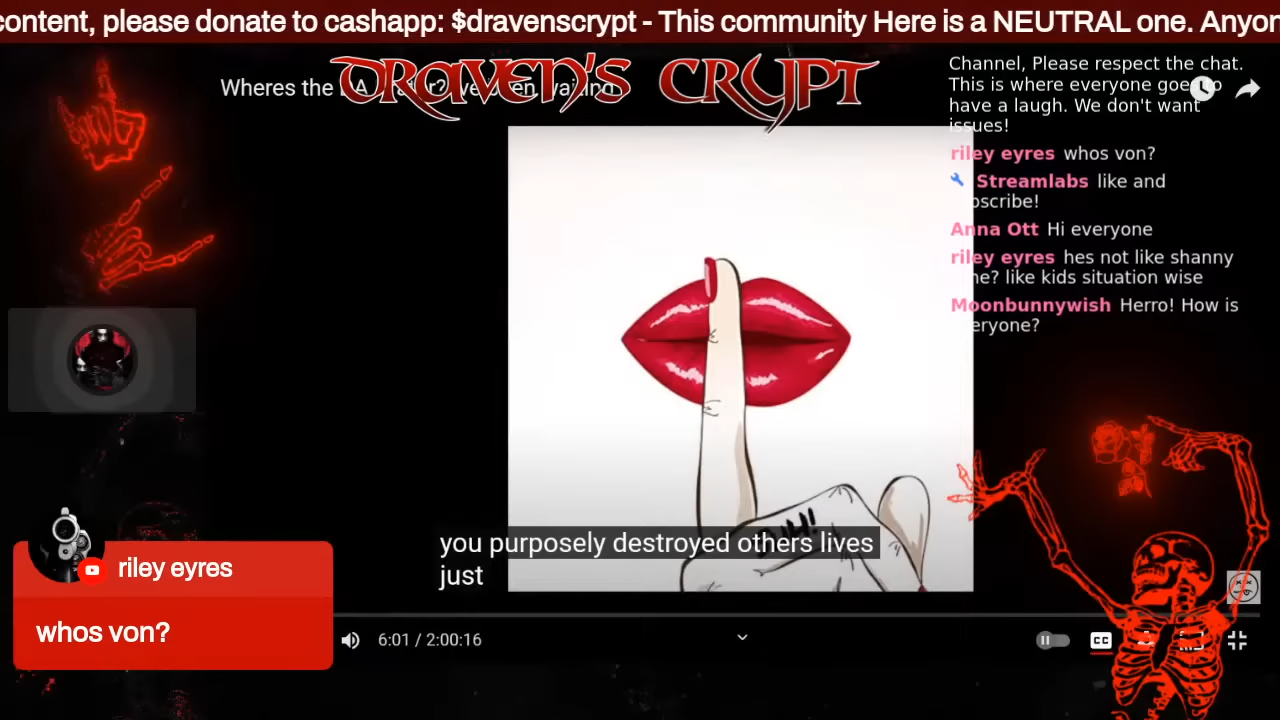 content, please donate to cashapp: $dravenscrypt - This community Here is a NEUTRAL one. Anyon
DRAVEN'S CRYPT
Wheres the
Channel, Please respect the chat.
This is where everyone goes to
have a laugh. We don't want
issues!
riley eyres whos von?
Streamlabs like and
bscribe!
Anna Ott Hi everyone
riley eyres hes not like shanny
ne? like kids situation wise
Moonbunnywish Herro! How is
eryone?
you purposely destroyed others lives
just
riley eyres
whos von?
6:01 / 2:00:16
CC